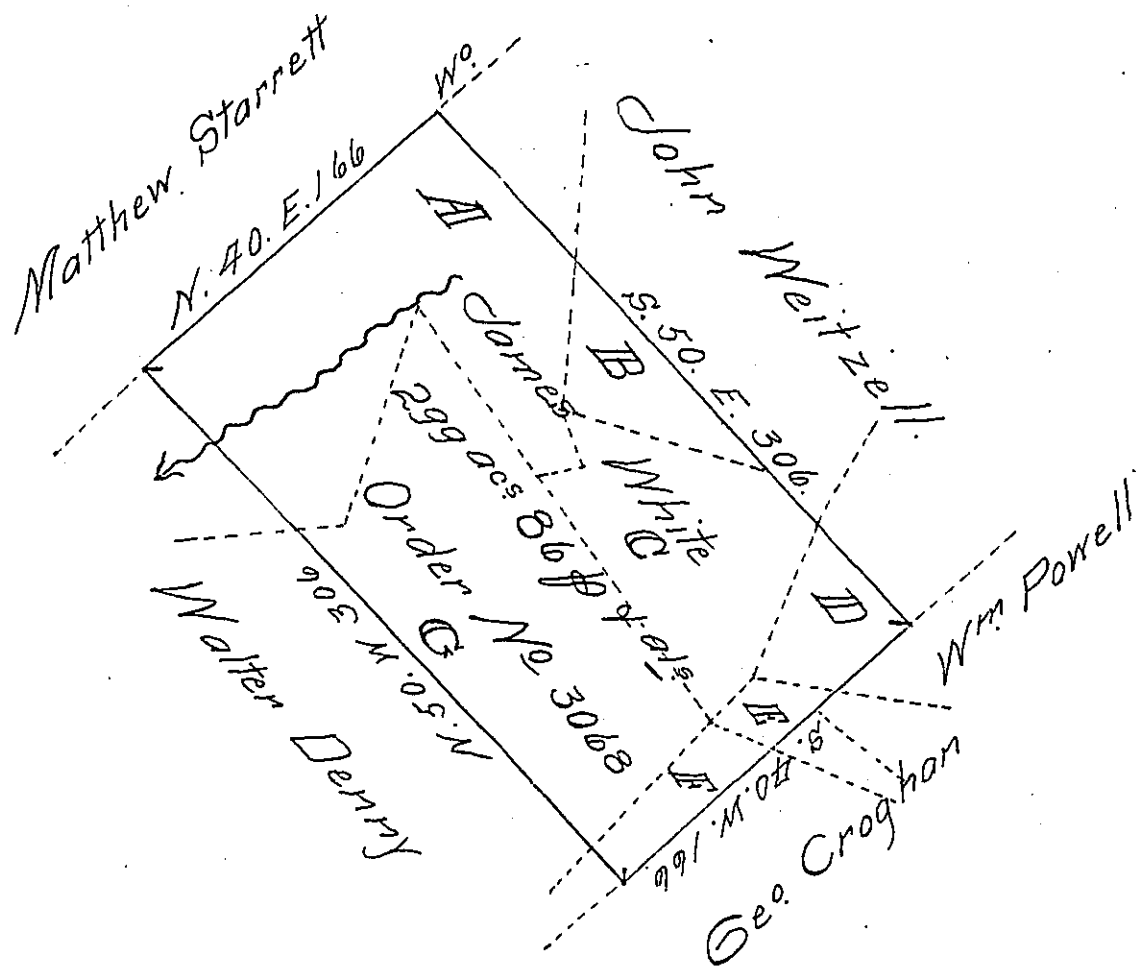 Matthew Starrett
Wo.
N. 40. E. 166
John Weitzell.
A
S. 50. E. 306.
B
James White
C
299 acs 86 p & als.
Order No 3068
G
D
Wm. Powell
E
F
S. 40. W. 166.
Geo. Croghan
N. 50. W 306
Walter Denny